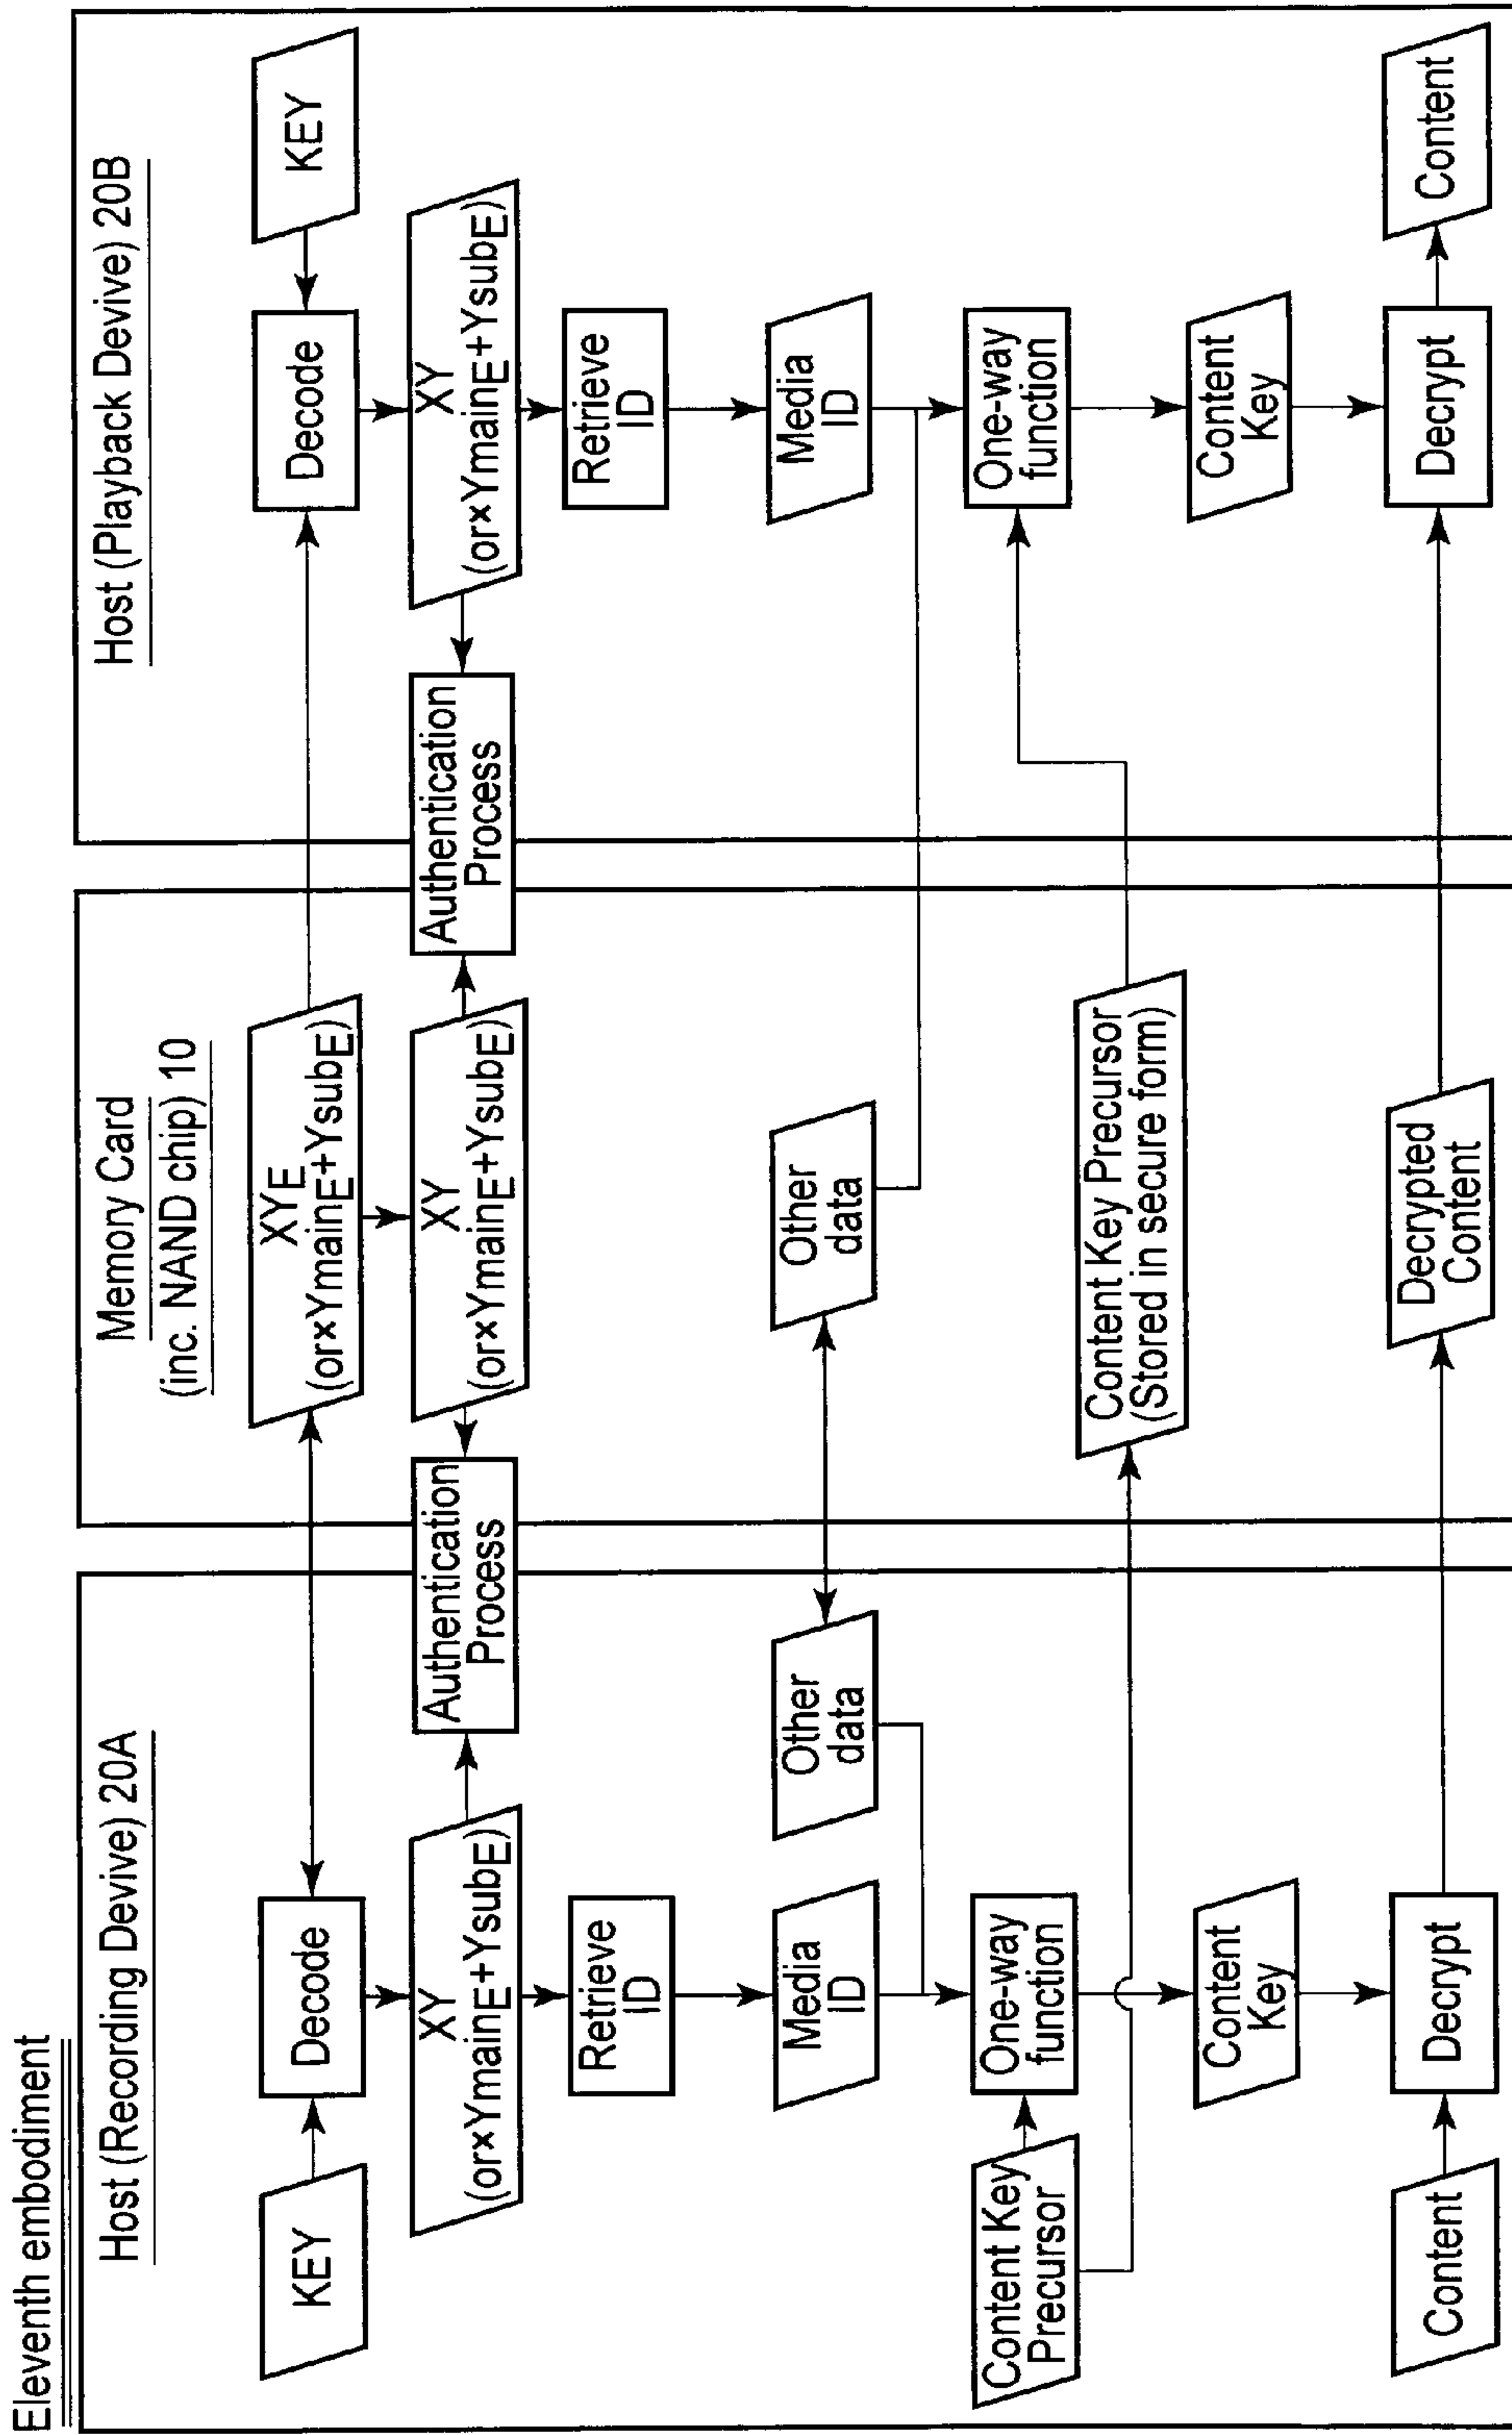 Eleventh embodiment
Host (Recording Devive) 20A
KEY
Decode
XY
(or×YmainE+YsubE)
Authentication
Process
Retrieve
ID
Media
ID
Other
data
Content Key
Precursor
One-way
function
Content
Key
Content
Decrypt
Memory Card
(inc. NAND chip) 10
XYE
(or×YmainE+YsubE)
XY
(or×YmainE+YsubE)
Other
data
Content Key Precursor
(Stored in secure form)
Decrypted
Content
Host (Playback Devive) 20B
Decode
KEY
XY
(or×YmainE+YsubE)
Authentication
Process
Retrieve
ID
Media
ID
One-way
function
Content
Key
Decrypt
Content